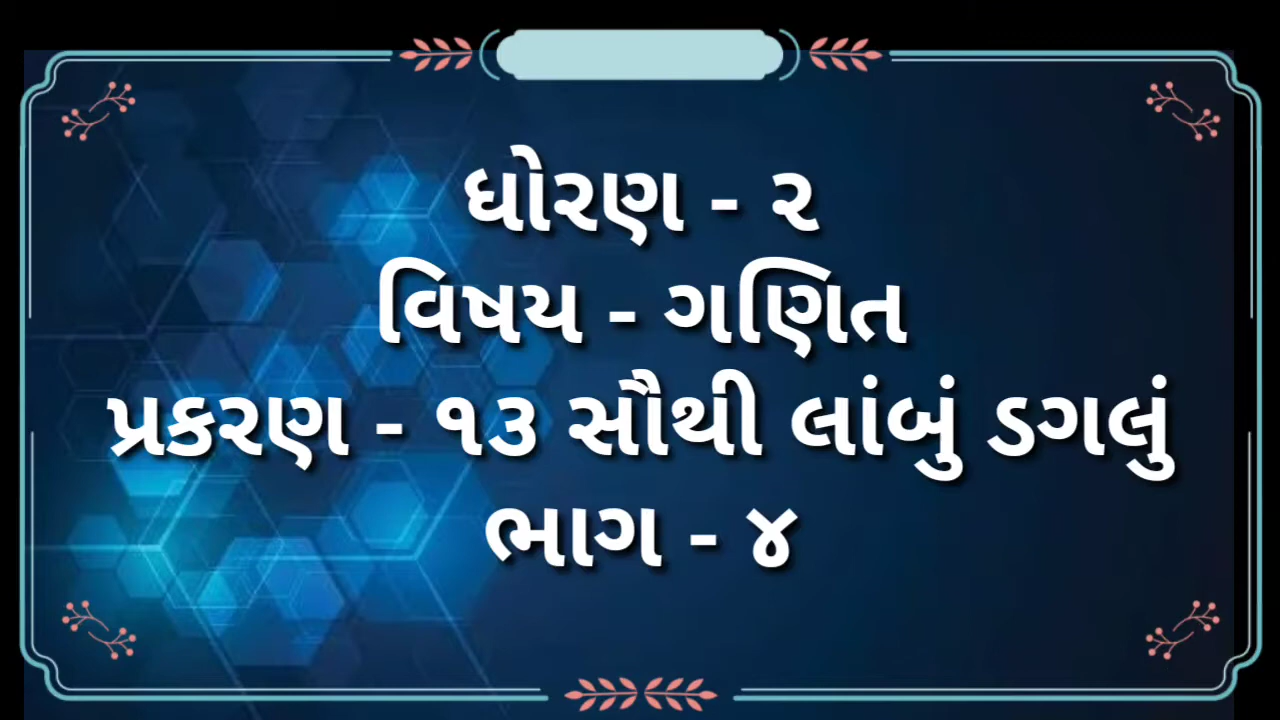 ધોરણ - ૨
વિષય - ગણિત
પ્રકરણ - ૧૩ સૌથી લાંબું ડગલું
ભાગ - ૪